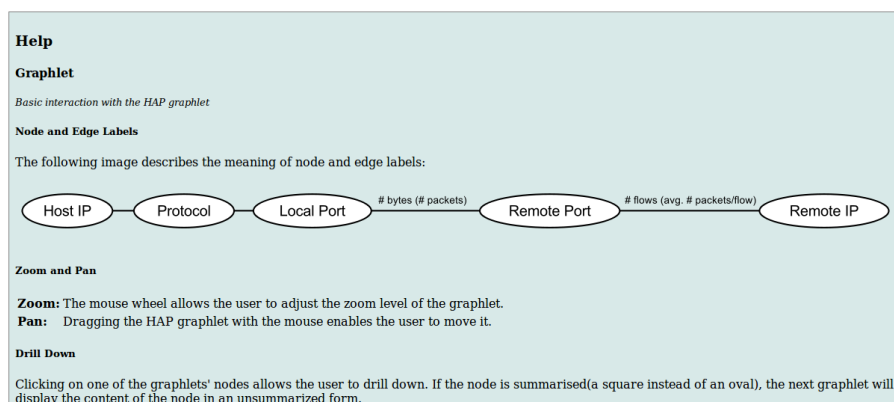 Help
Graphlet
Basic interaction with the HAP graphlet
Node and Edge Labels
The following image describes the meaning of node and edge labels:
Host IP Protocol Local Port # bytes (# packets) Remote Port # flows (avg. # packets/flow) Remote IP
Zoom and Pan
Zoom: The mouse wheel allows the user to adjust the zoom level of the graphlet.
Pan: Dragging the HAP graphlet with the mouse enables the user to move it.
Drill Down
Clicking on one of the graphlets' nodes allows the user to drill down. If the node is summarised(a square instead of an oval), the next graphlet will
display the content of the node in an unsummarized form.